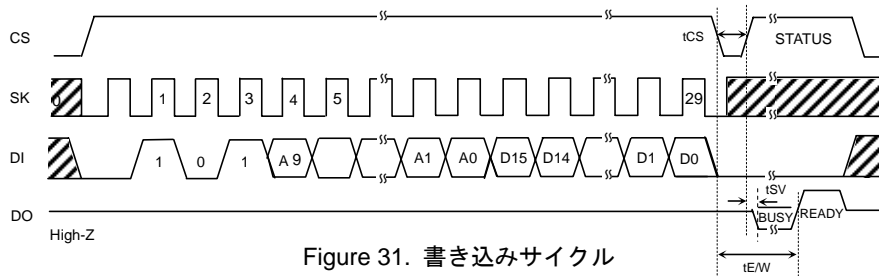 CS
tCS
STATUS
SK
0
1
2
3
4
5
29
DI
1
0
1
A9
A1
A0
D15
D14
D1
D0
tSV
DO
BUSY
READY
High-Z
tE/W
Figure 31. 書き込みサイクル